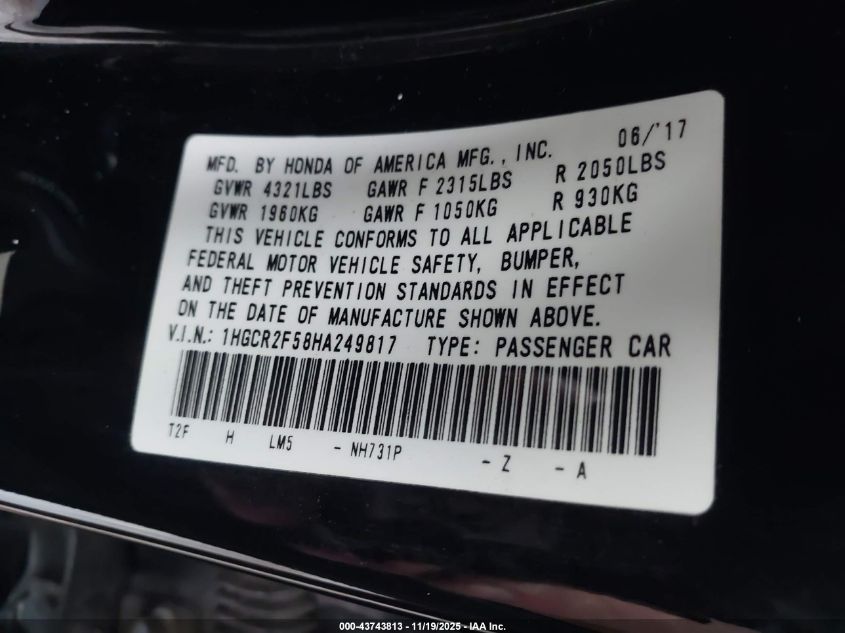 06/'17
MFD. BY HONDA OF AMERICA MFG., INC.
GVWR 4321LBS GAWR F 2315LBS R 2050LBS
GVWR 1960KG GAWR F 1050KG R 930KG
THIS VEHICLE CONFORMS TO ALL APPLICABLE
FEDERAL MOTOR VEHICLE SAFETY, BUMPER,
AND THEFT PREVENTION STANDARDS IN EFFECT
ON THE DATE OF MANUFACTURE SHOWN ABOVE.
V.I.N.: 1HGCR2F58HA249817 TYPE: PASSENGER CAR
T2F H LM5 - NH731P - Z - A
000-43743813 - 11/19/2025 - IAA Inc.